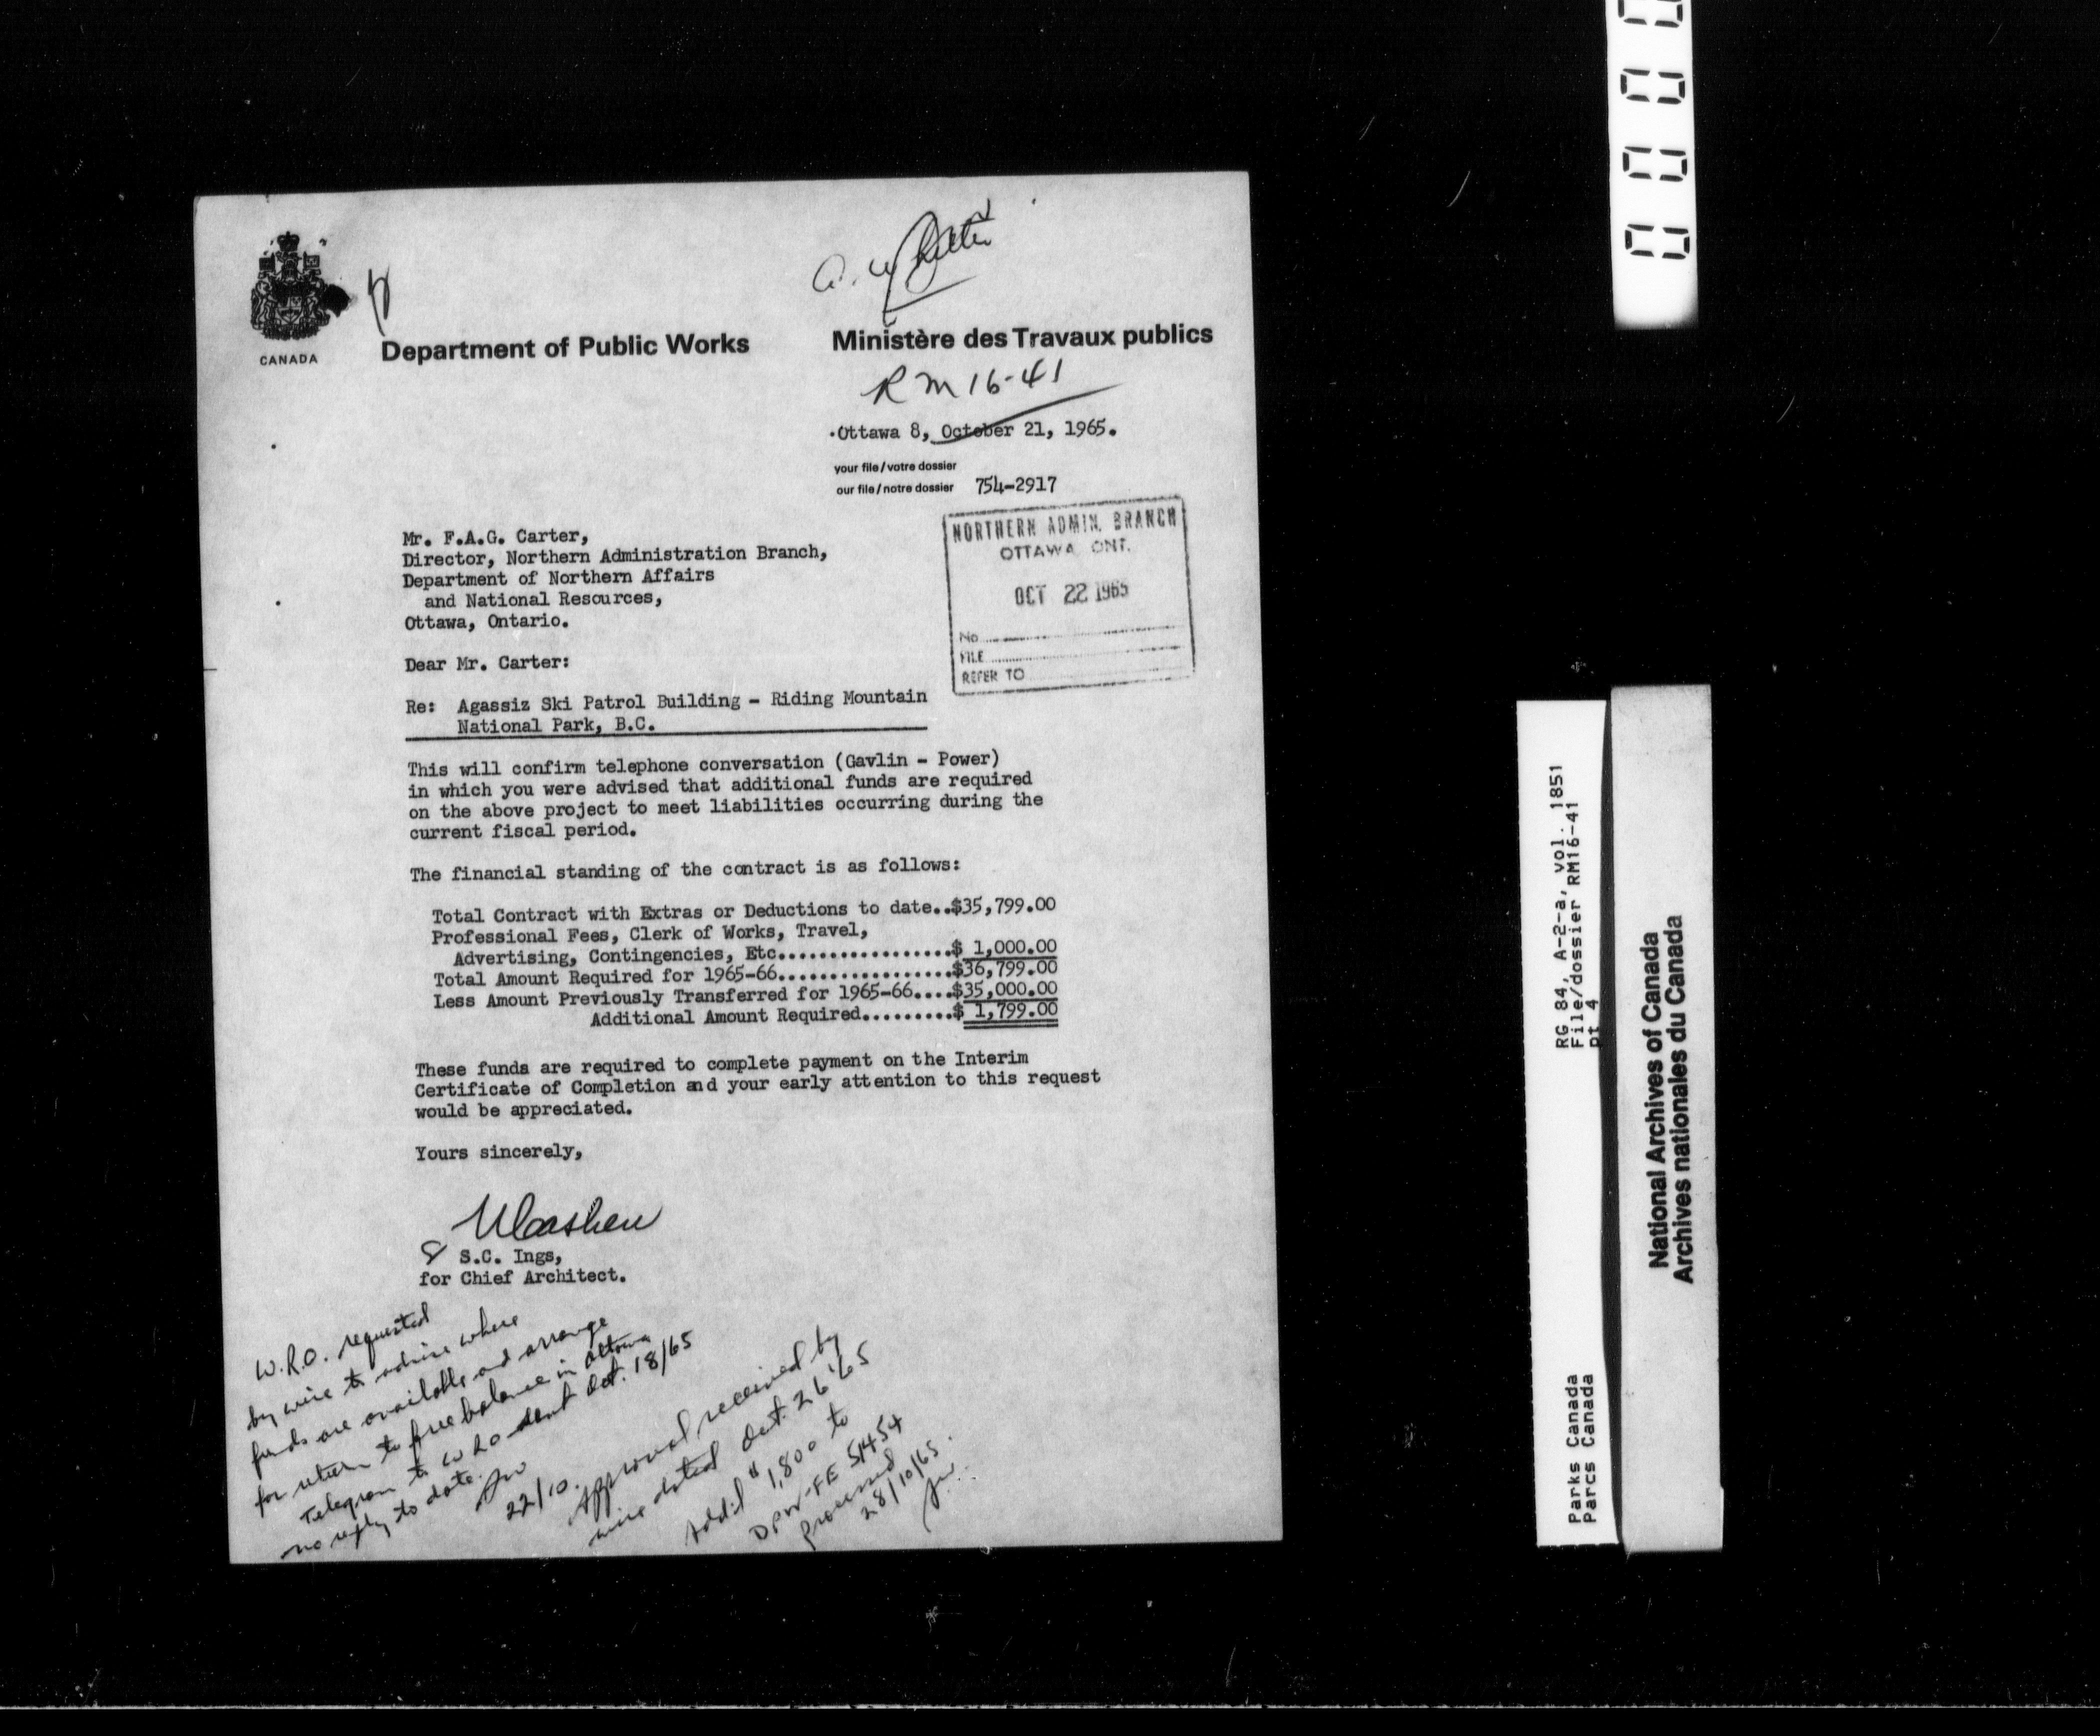 CANADA
Department of Public Works
Ministère des Travaux publics
RM 16-41
Ottawa 8, October 21, 1965.
your file/votre dossier
our file/notre dossier 754-2917
NORTHERN ADMIN. BRANCH
OTTAWA ONT.
OCT 22 1965
No
FILE
REFER TO
Mr. F.A.G. Carter,
Director, Northern Administration Branch,
Department of Northern Affairs
and National Resources,
Ottawa, Ontario.
Dear Mr. Carter:
Re: Agassiz Ski Patrol Building - Riding Mountain
National Park, B.C.
This will confirm telephone conversation (Gavlin - Power)
in which you were advised that additional funds are required
on the above project to meet liabilities occurring during the
current fiscal period.
The financial standing of the contract is as follows:
Total Contract with Extras or Deductions to date..$35,799.00
Professional Fees, Clerk of Works, Travel,
Advertising, Contingencies, Etc.................$ 1,000.00
Total Amount Required for 1965-66.................$36,799.00
Less Amount Previously Transferred for 1965-66....$35,000.00
Additional Amount Required.........$ 1,799.00
These funds are required to complete payment on the Interim
Certificate of Completion and your early attention to this request
would be appreciated.
Yours sincerely,
S.C. Ings,
for Chief Architect.
W.R.O. requested
by wire to advise where
funds are available and arrange
for return to free balance in Ottawa
Telegram to WRO sent Oct. 18/65
no reply to date.
22/10.
Approval received by
wire dated Oct. 26 '65
Add'l $1,800 to
DPW-FE 51454
processed
28/10/65.
RG 84, A-2-a, vol. 1851
File/dossier RM16-41
pt 4
Parks Canada
Parcs Canada
National Archives of Canada
Archives nationales du Canada